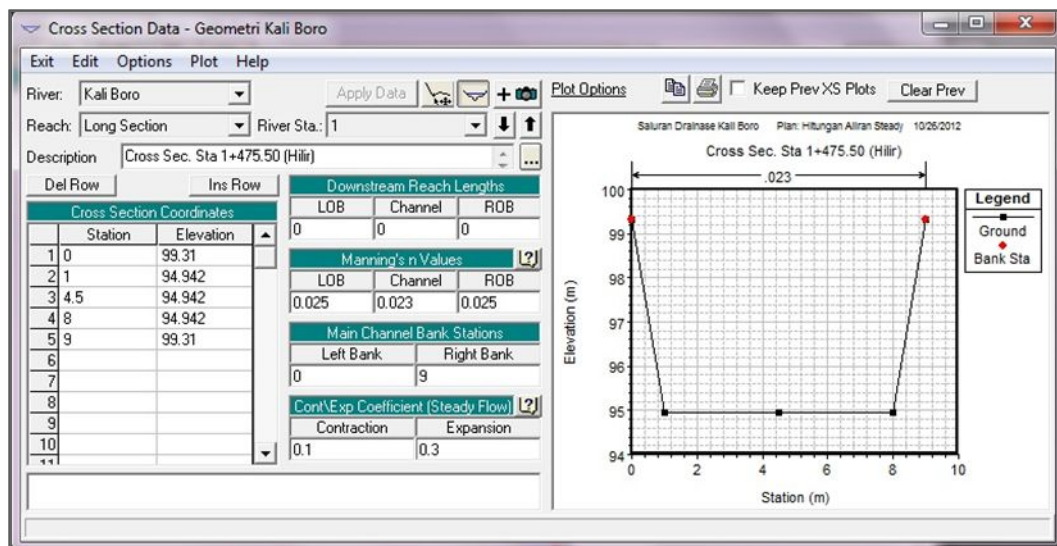 Cross Section Data - Geometri Kali Boro
Exit Edit Options Plot Help
River: Kali Boro Apply Data Plot Options Keep Prev XS Plots Clear Prev
Reach: Long Section River Sta.: 1
Description Cross Sec. Sta 1+475.50 (Hilir) ...
Del Row Ins Row
Cross Section Coordinates
Station Elevation
1 0 99.31
2 1 94.942
3 4.5 94.942
4 8 94.942
5 9 99.31
6
7
8
9
10
11
Downstream Reach Lengths
LOB Channel ROB
0 0 0
Manning's n Values ?
LOB Channel ROB
0.025 0.023 0.025
Main Channel Bank Stations
Left Bank Right Bank
0 9
Cont\Exp Coefficient (Steady Flow) ?
Contraction Expansion
0.1 0.3
Saluran Drainase Kali Boro Plan: Hitungan Aliran Steady 10/26/2012
Cross Sec. Sta 1+475.50 (Hilir)
.023
100
99
98
97
96
95
94
Elevation (m)
0 2 4 6 8 10
Station (m)
Legend
Ground
Bank Sta